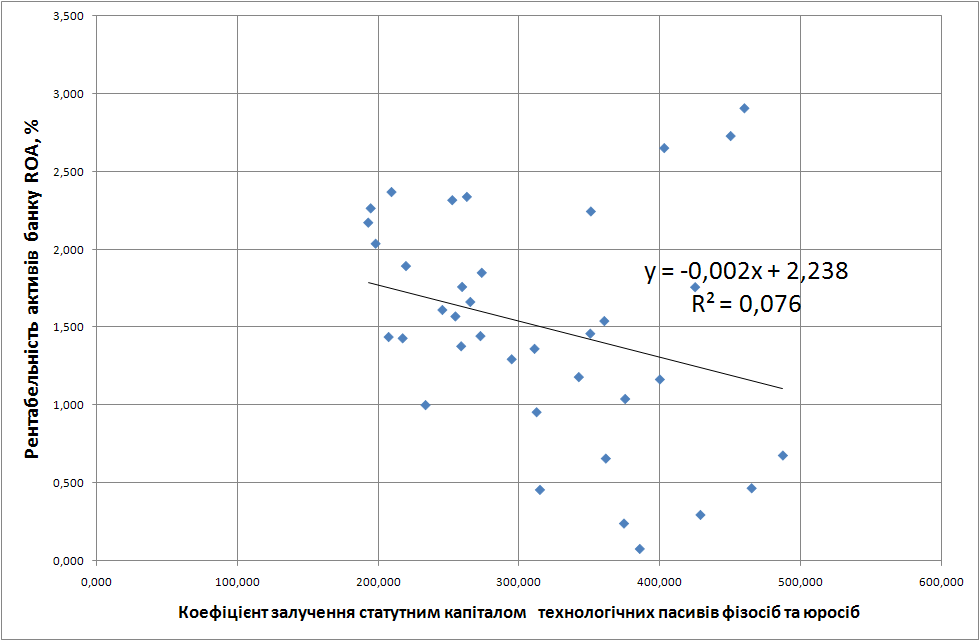 3,500
3,000
2,500
2,000
1,500
1,000
0,500
0,000
Рентабельність активів банку ROA, %
y = -0,002x + 2,238
R² = 0,076
0,000 100,000 200,000 300,000 400,000 500,000 600,000
Коефіцієнт залучення статутним капіталом технологічних пасивів фізосіб та юросіб